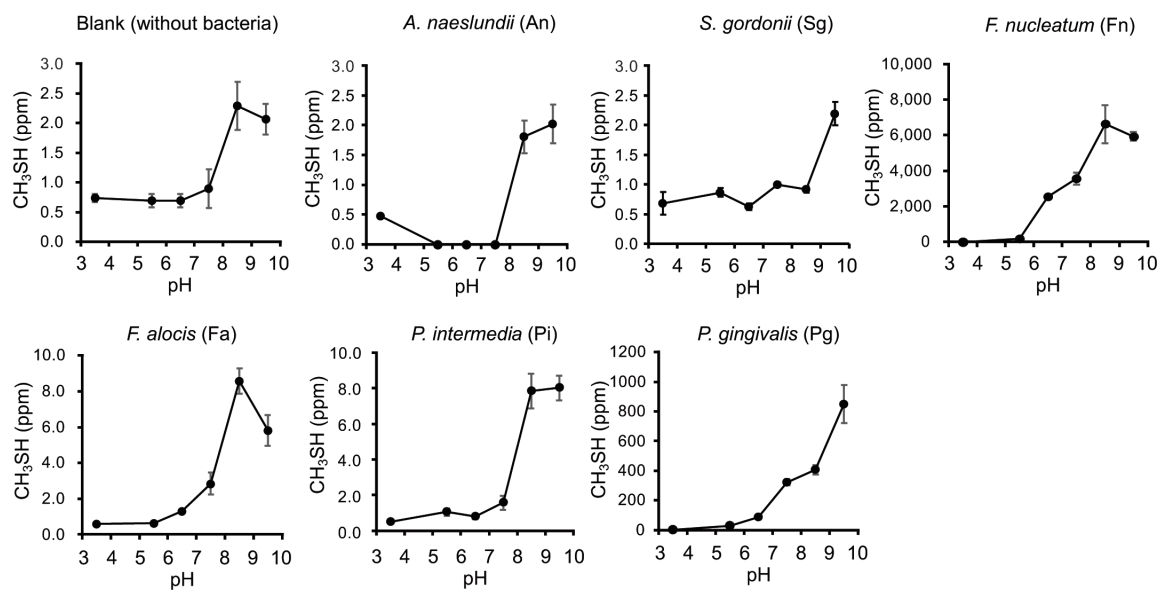 Blank (without bacteria)
CH₃SH (ppm)
3.0
2.5
2.0
1.5
1.0
0.5
0.0
3 4 5 6 7 8 9 10
pH
A. naeslundii (An)
CH₃SH (ppm)
3.0
2.5
2.0
1.5
1.0
0.5
0.0
3 4 5 6 7 8 9 10
pH
S. gordonii (Sg)
CH₃SH (ppm)
3.0
2.5
2.0
1.5
1.0
0.5
0.0
3 4 5 6 7 8 9 10
pH
F. nucleatum (Fn)
CH₃SH (ppm)
10,000
8,000
6,000
4,000
2,000
0
3 4 5 6 7 8 9 10
pH
F. alocis (Fa)
CH₃SH (ppm)
10.0
8.0
6.0
4.0
2.0
0.0
3 4 5 6 7 8 9 10
pH
P. intermedia (Pi)
CH₃SH (ppm)
10.0
8.0
6.0
4.0
2.0
0.0
3 4 5 6 7 8 9 10
pH
P. gingivalis (Pg)
CH₃SH (ppm)
1200
1000
800
600
400
200
0
3 4 5 6 7 8 9 10
pH